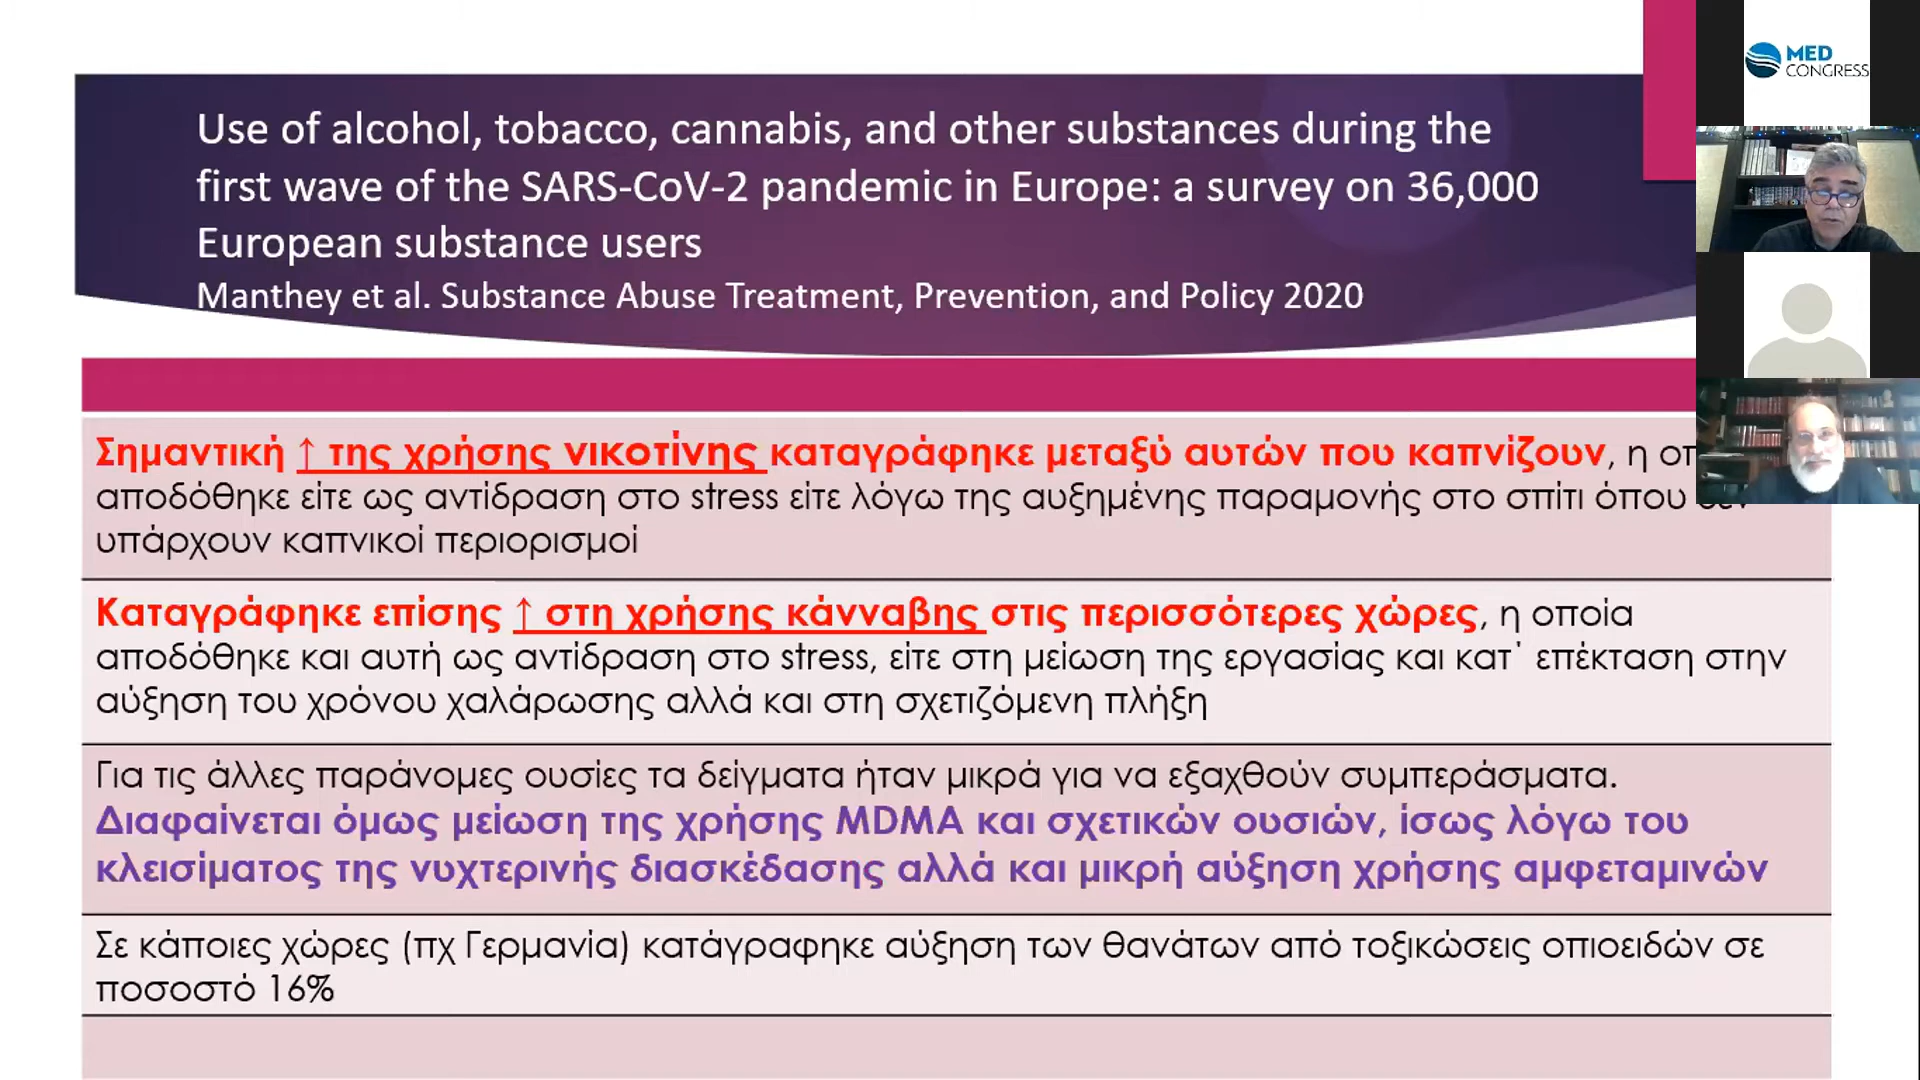 Use of alcohol, tobacco, cannabis, and other substances during the
first wave of the SARS-CoV-2 pandemic in Europe: a survey on 36,000
European substance users
Manthey et al. Substance Abuse Treatment, Prevention, and Policy 2020
MED
CONGRESS
Σημαντική ↑ της χρήσης νικοτίνης καταγράφηκε μεταξύ αυτών που καπνίζουν, η
αποδόθηκε είτε ως αντίδραση στο stress είτε λόγω της αυξημένης παραμονής στο σπίτι όπου
υπάρχουν καπνικοί περιορισμοί
Καταγράφηκε επίσης ↑ στη χρήσης κάνναβης στις περισσότερες χώρες, η οποία
αποδόθηκε και αυτή ως αντίδραση στο stress, είτε στη μείωση της εργασίας και κατ΄ επέκταση στην
αύξηση του χρόνου χαλάρωσης αλλά και στη σχετιζόμενη πλήξη
Για τις άλλες παράνομες ουσίες τα δείγματα ήταν μικρά για να εξαχθούν συμπεράσματα.
Διαφαίνεται όμως μείωση της χρήσης MDMA και σχετικών ουσιών, ίσως λόγω του
κλεισίματος της νυχτερινής διασκέδασης αλλά και μικρή αύξηση χρήσης αμφεταμινών
Σε κάποιες χώρες (πχ Γερμανία) κατάγραφηκε αύξηση των θανάτων από τοξικώσεις οπιοειδών σε
ποσοστό 16%